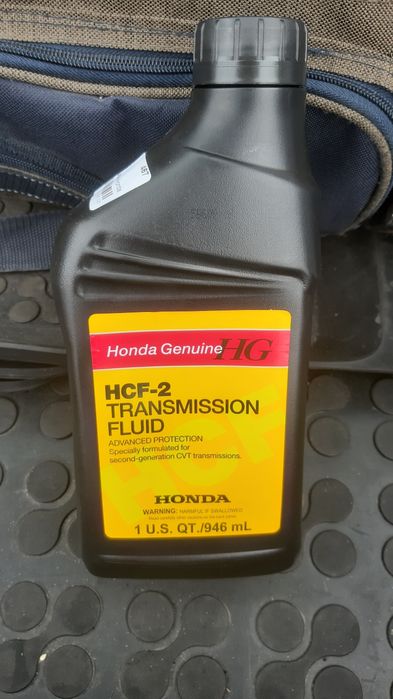 Honda Genuine HG
HCF-2
TRANSMISSION
FLUID
ADVANCED PROTECTION
Specially formulated for
second-generation CVT transmissions.
HONDA
WARNING: HARMFUL IF SWALLOWED
1 U.S. QT./946 mL